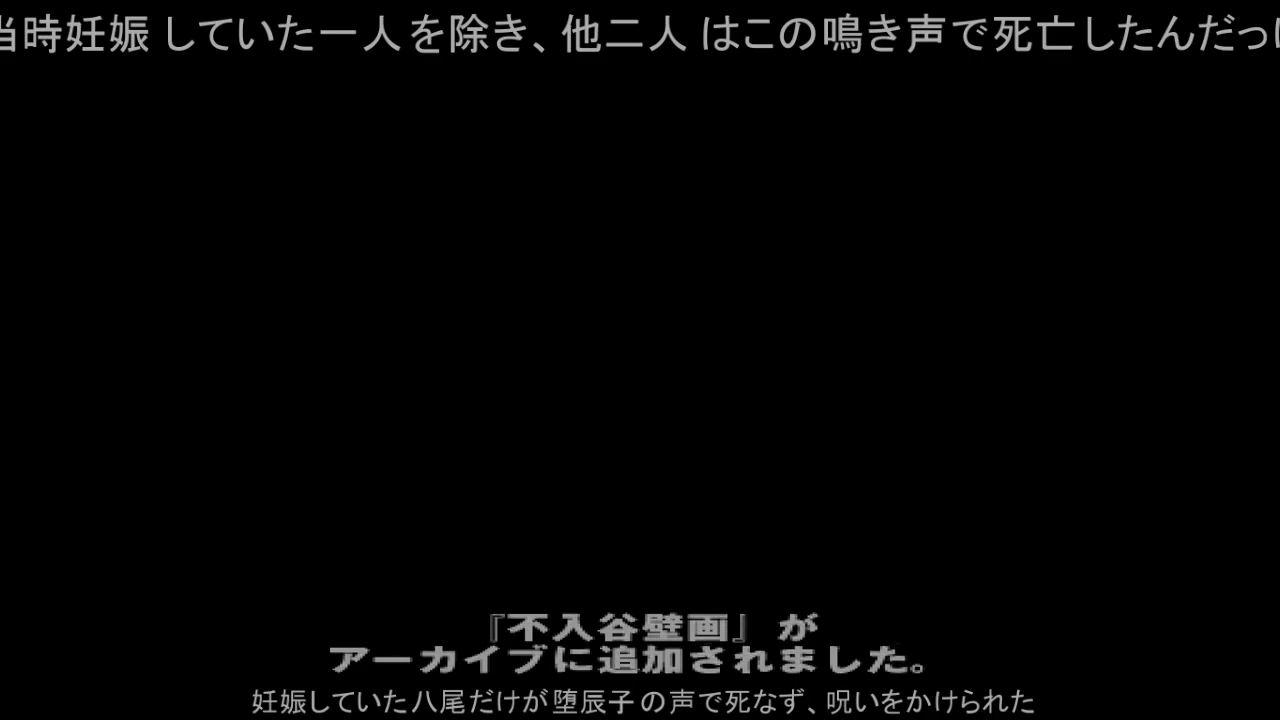 当時妊娠していた一人を除き、他二人はこの鳴き声で死亡したんだっけ
『不入谷壁画』が
アーカイブに追加されました。
妊娠していた八尾だけが堕辰子の声で死なず、呪いをかけられた